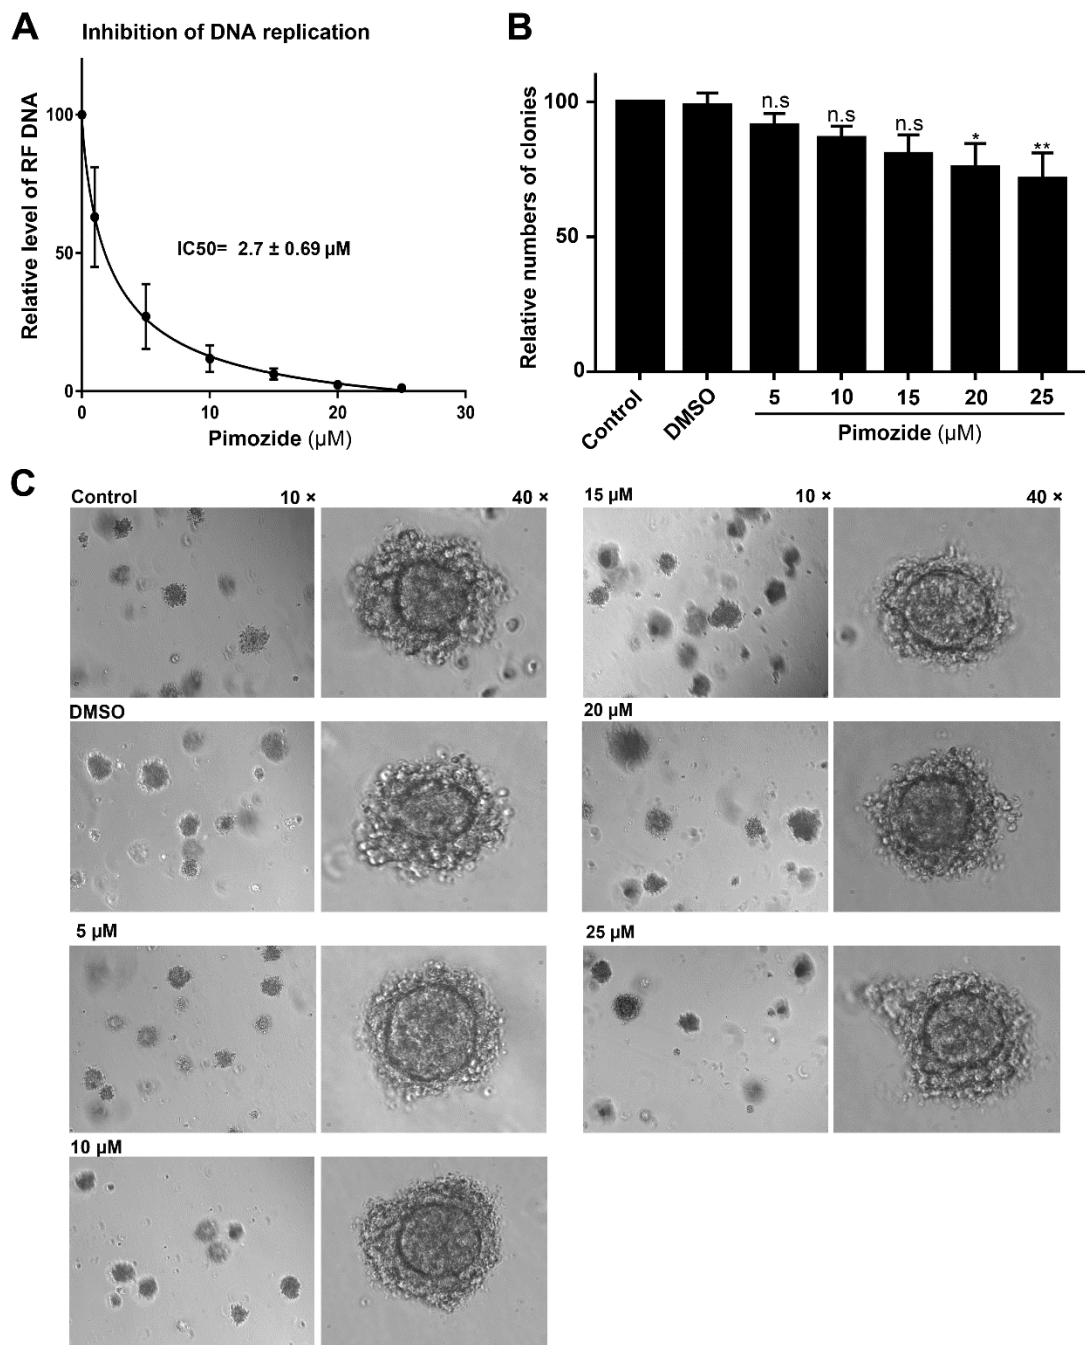 A
Inhibition of DNA replication
Relative level of RF DNA
100
50
0
IC50= 2.7 ± 0.69 µM
0 10 20 30
Pimozide (µM)
B
Relative numbers of clonies
100
50
0
n.s n.s n.s * **
Control DMSO 5 10 15 20 25
Pimozide (µM)
C
Control 10 × 40 ×
15 µM 10 × 40 ×
DMSO
20 µM
5 µM
25 µM
10 µM